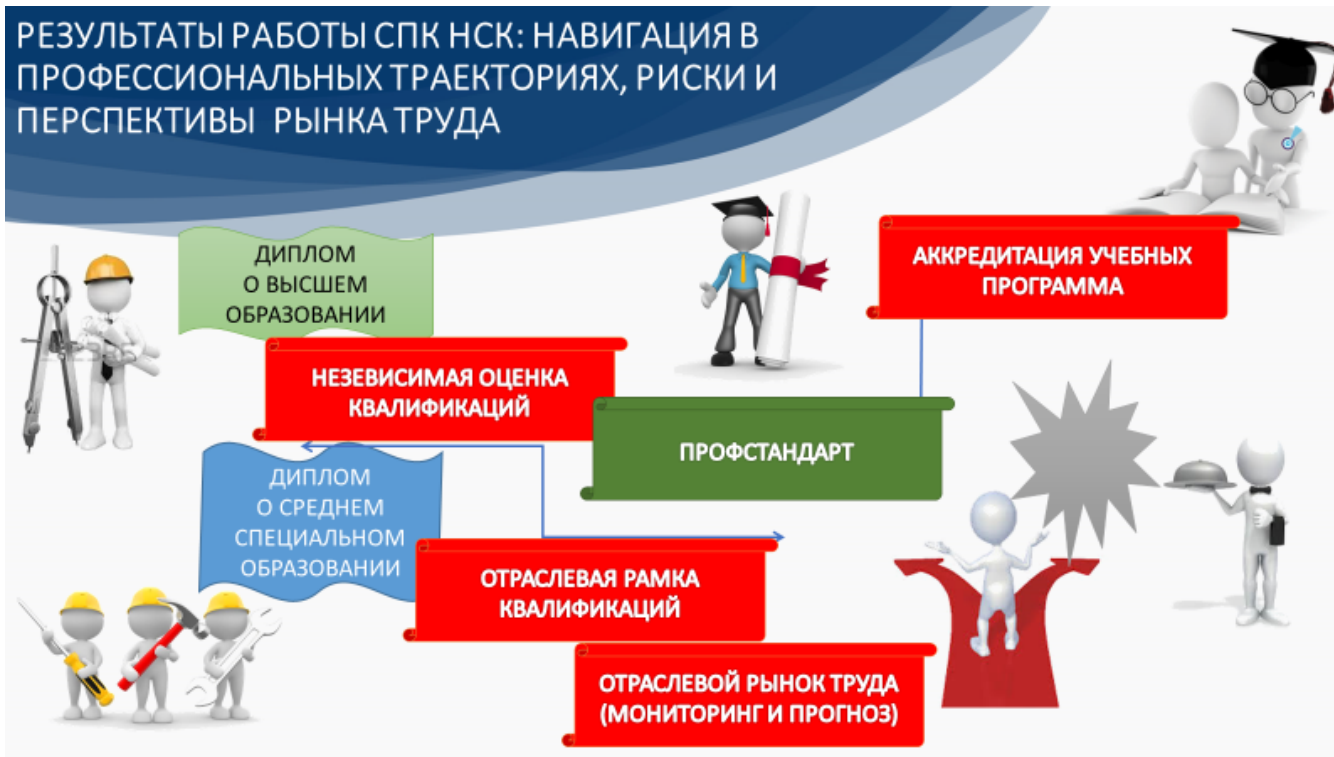 РЕЗУЛЬТАТЫ РАБОТЫ СПК НСК: НАВИГАЦИЯ В
ПРОФЕССИОНАЛЬНЫХ ТРАЕКТОРИЯХ, РИСКИ И
ПЕРСПЕКТИВЫ РЫНКА ТРУДА
ДИПЛОМ
О ВЫСШЕМ
ОБРАЗОВАНИИ
АККРЕДИТАЦИЯ УЧЕБНЫХ
ПРОГРАММА
НЕЗЕВИСИМАЯ ОЦЕНКА
КВАЛИФИКАЦИЙ
ПРОФСТАНДАРТ
ДИПЛОМ
О СРЕДНЕМ
СПЕЦИАЛЬНОМ
ОБРАЗОВАНИИ
ОТРАСЛЕВАЯ РАМКА
КВАЛИФИКАЦИЙ
ОТРАСЛЕВОЙ РЫНОК ТРУДА
(МОНИТОРИНГ И ПРОГНОЗ)